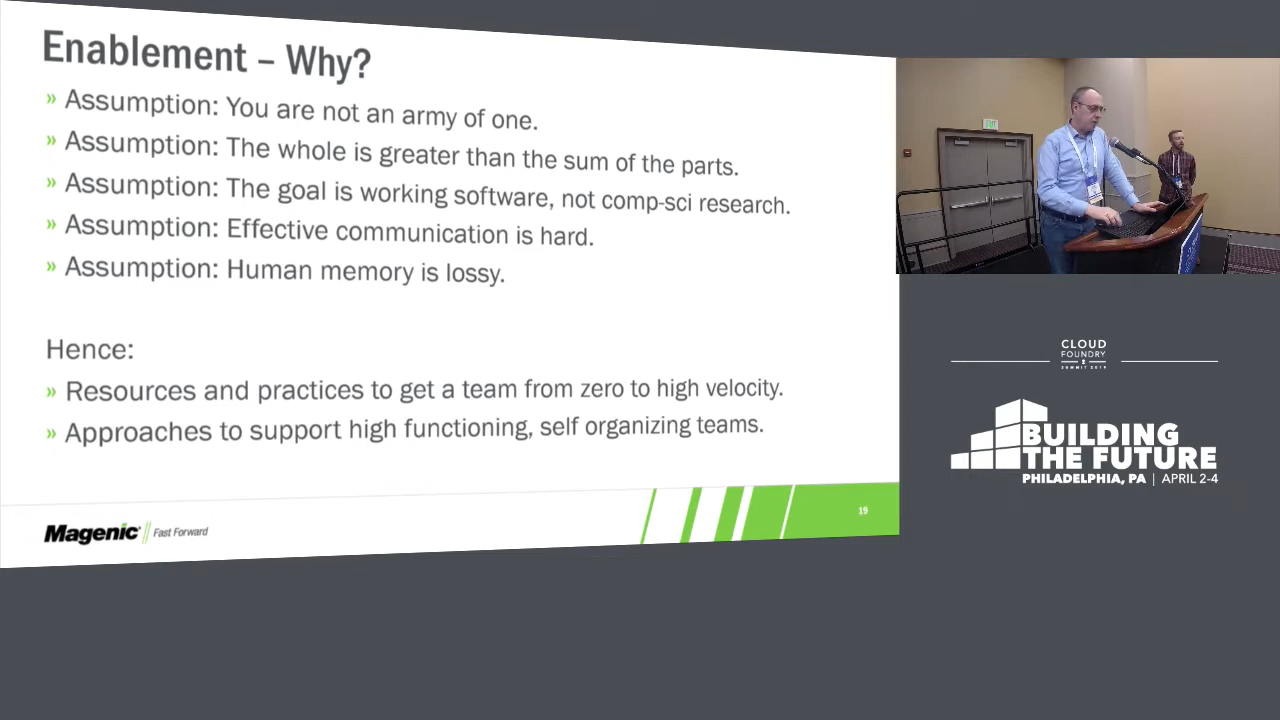 Enablement – Why?
» Assumption: You are not an army of one.
» Assumption: The whole is greater than the sum of the parts.
» Assumption: The goal is working software, not comp-sci research.
» Assumption: Effective communication is hard.
» Assumption: Human memory is lossy.
Hence:
» Resources and practices to get a team from zero to high velocity.
» Approaches to support high functioning, self organizing teams.
Magenic Fast Forward
19
EXIT
CLOUD
FOUNDRY
SUMMIT 2019
BUILDING
THE FUTURE
PHILADELPHIA, PA | APRIL 2-4